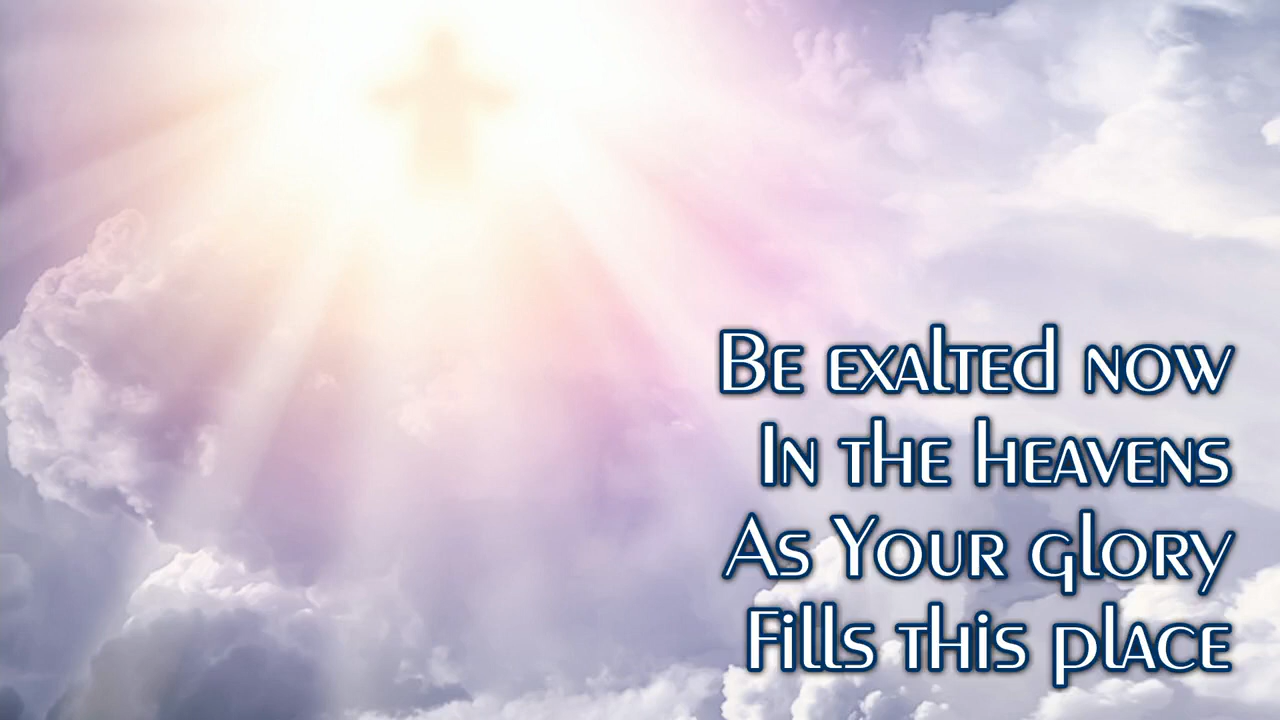 Be exalted now
In the heavens
As Your glory
Fills this place